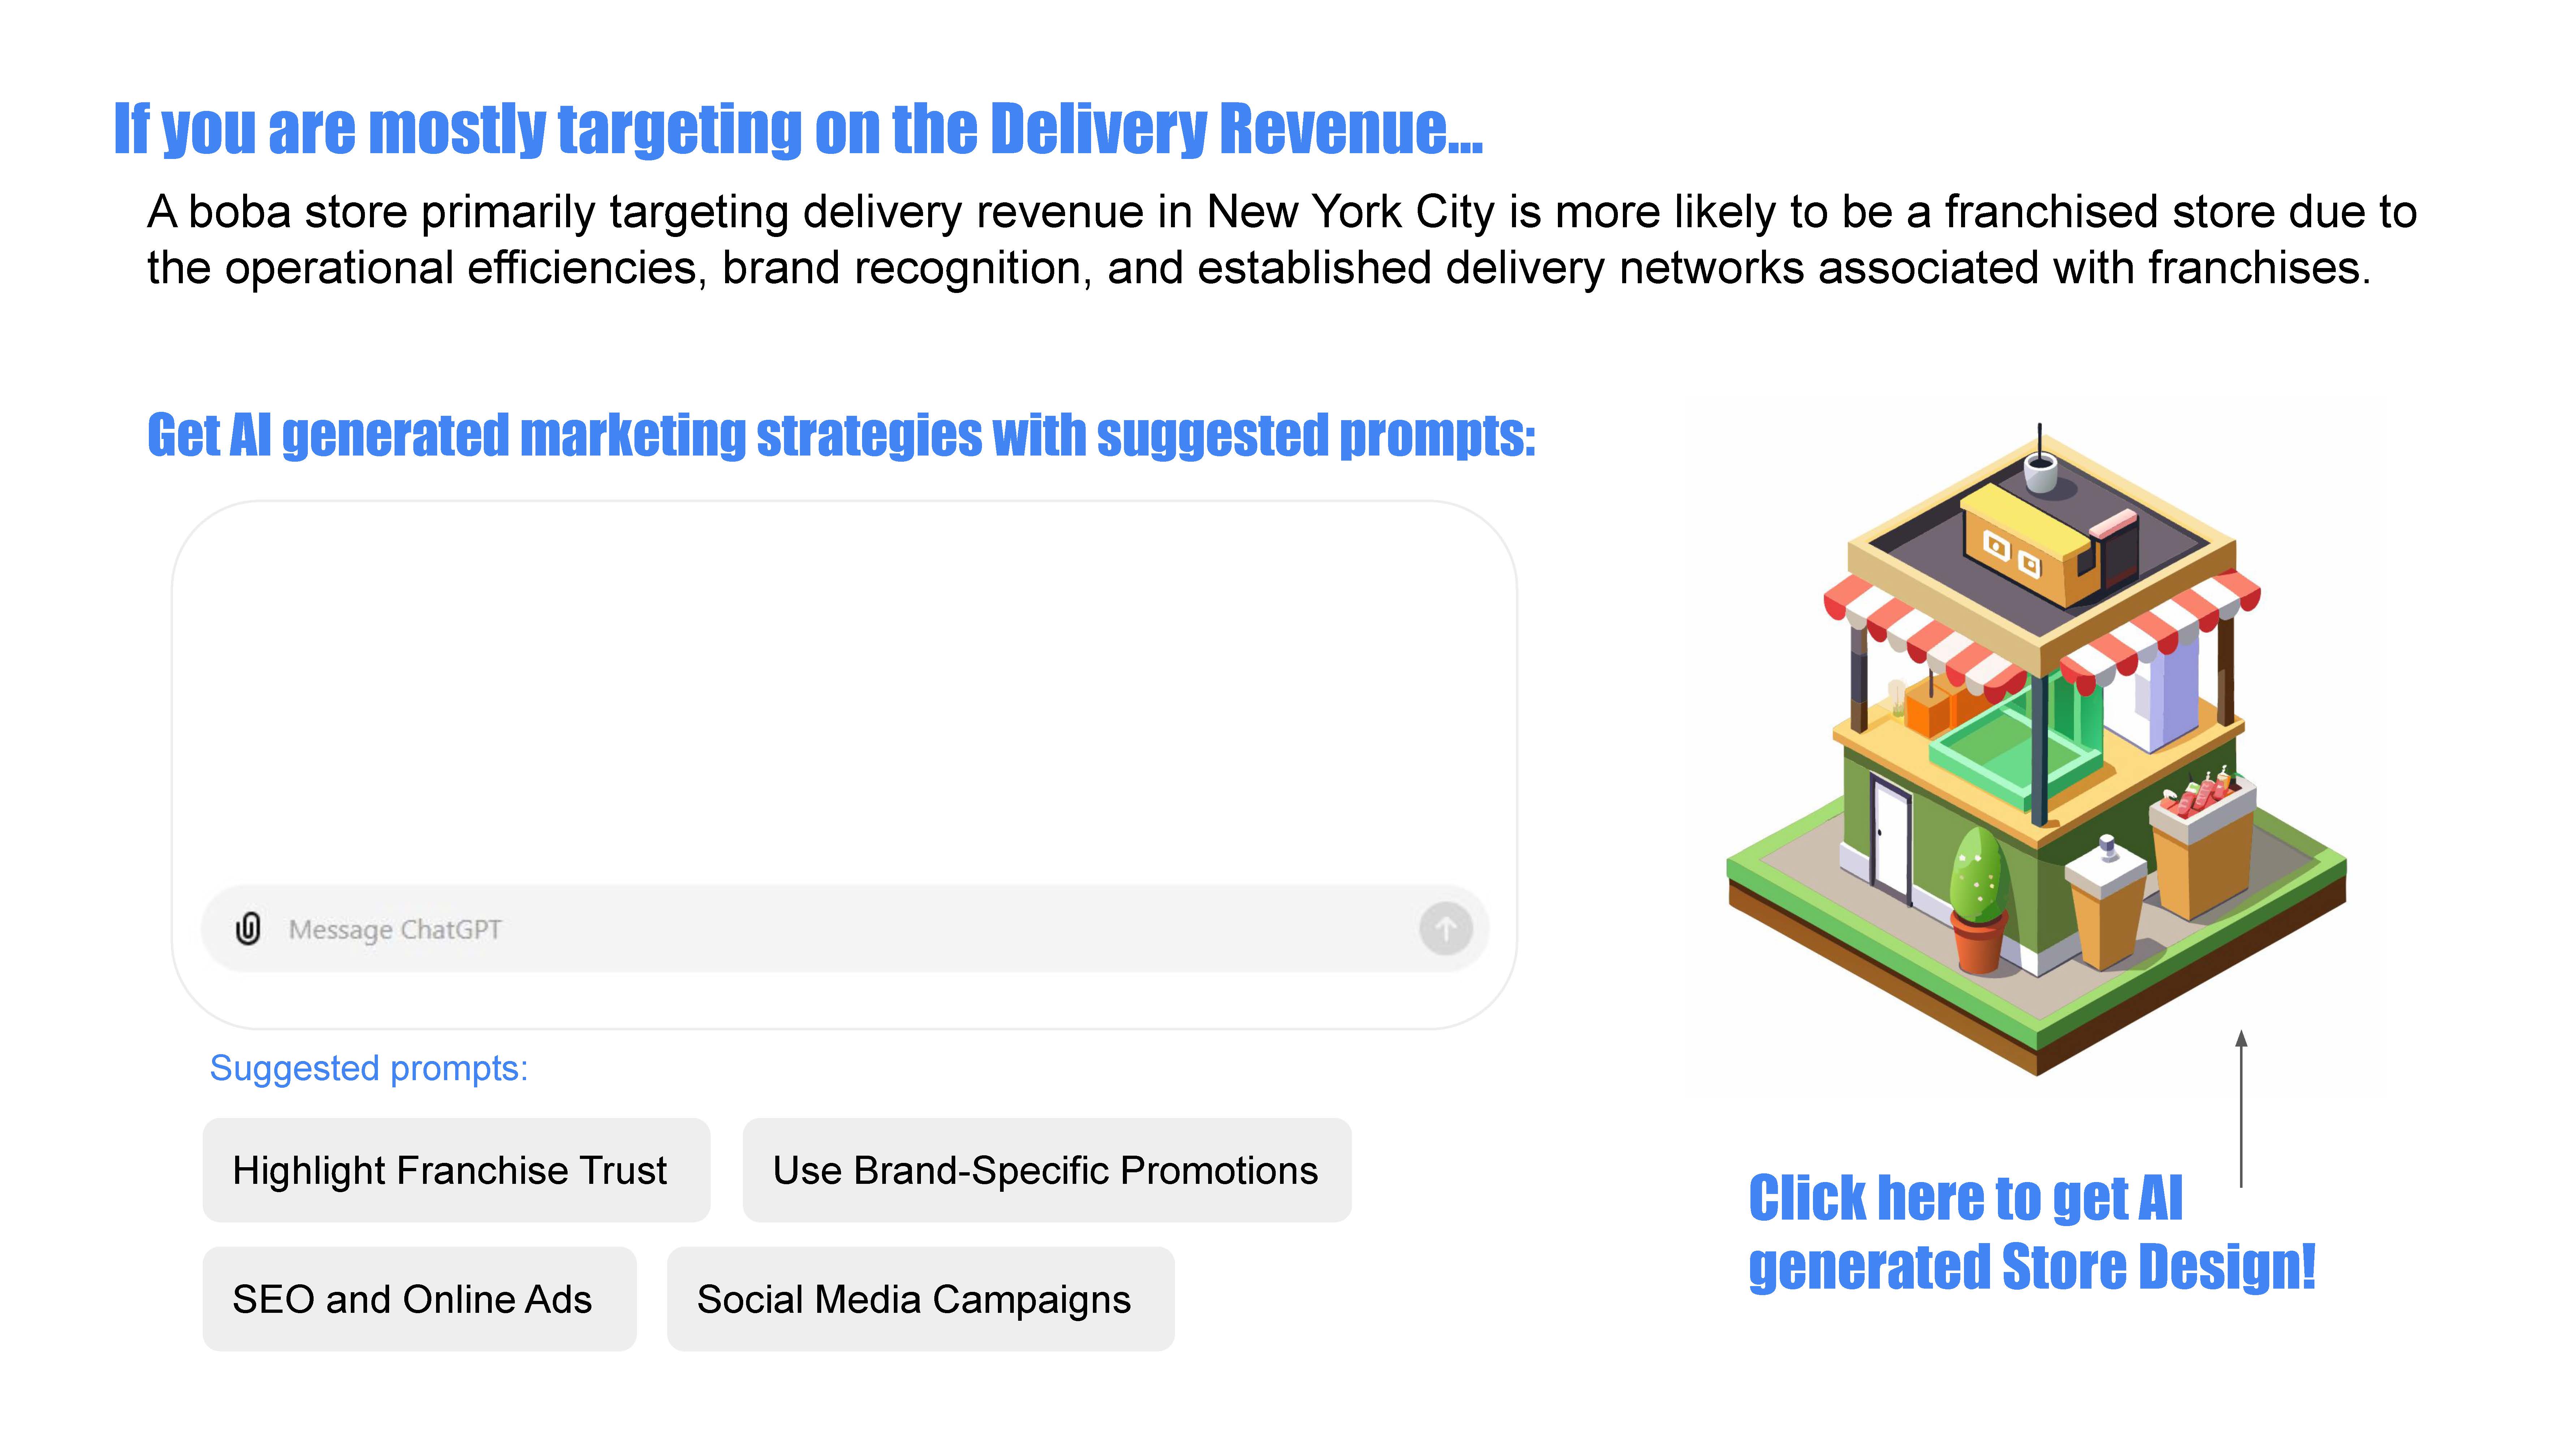 If you are mostly targeting on the Delivery Revenue...
A boba store primarily targeting delivery revenue in New York City is more likely to be a franchised store due to
the operational efficiencies, brand recognition, and established delivery networks associated with franchises.
Get AI generated marketing strategies with suggested prompts:
Message ChatGPT
Suggested prompts:
Highlight Franchise Trust
Use Brand-Specific Promotions
SEO and Online Ads
Social Media Campaigns
Click here to get AI
generated Store Design!